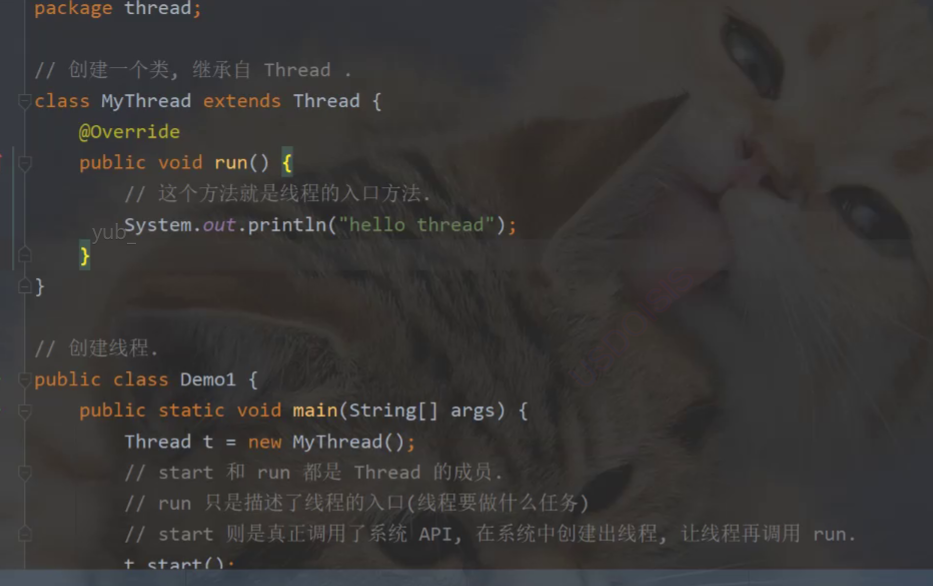 package thread;
// 创建一个类, 继承自 Thread .
class MyThread extends Thread {
@Override
public void run() {
// 这个方法就是线程的入口方法.
System.out.println("hello thread");
yub_
}
}
// 创建线程.
public class Demo1 {
public static void main(String[] args) {
Thread t = new MyThread();
// start 和 run 都是 Thread 的成员.
// run 只是描述了线程的入口(线程要做什么任务)
// start 则是真正调用了系统 API, 在系统中创建出线程, 让线程再调用 run.
t.start();